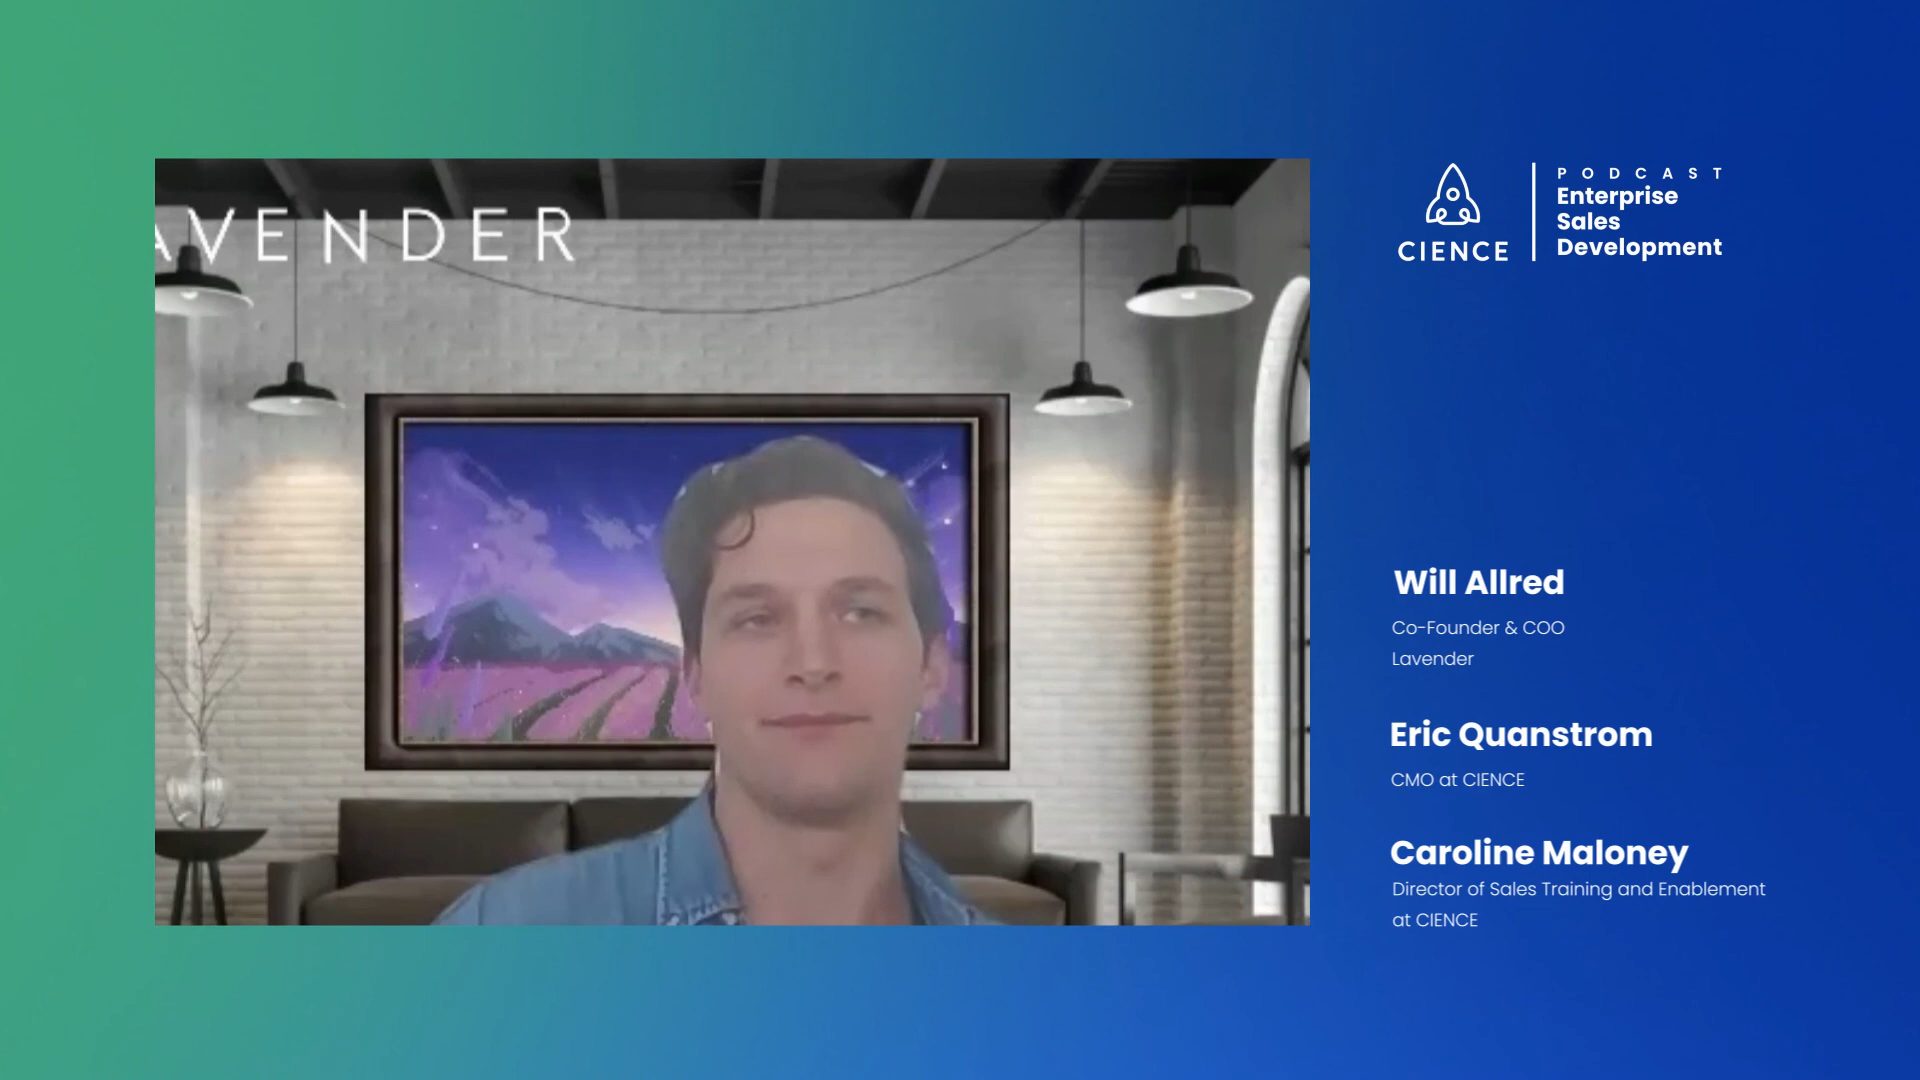 AVENDER
CIENCE
PODCAST
Enterprise
Sales
Development
Will Allred
Co-Founder & COO
Lavender
Eric Quanstrom
CMO at CIENCE
Caroline Maloney
Director of Sales Training and Enablement
at CIENCE